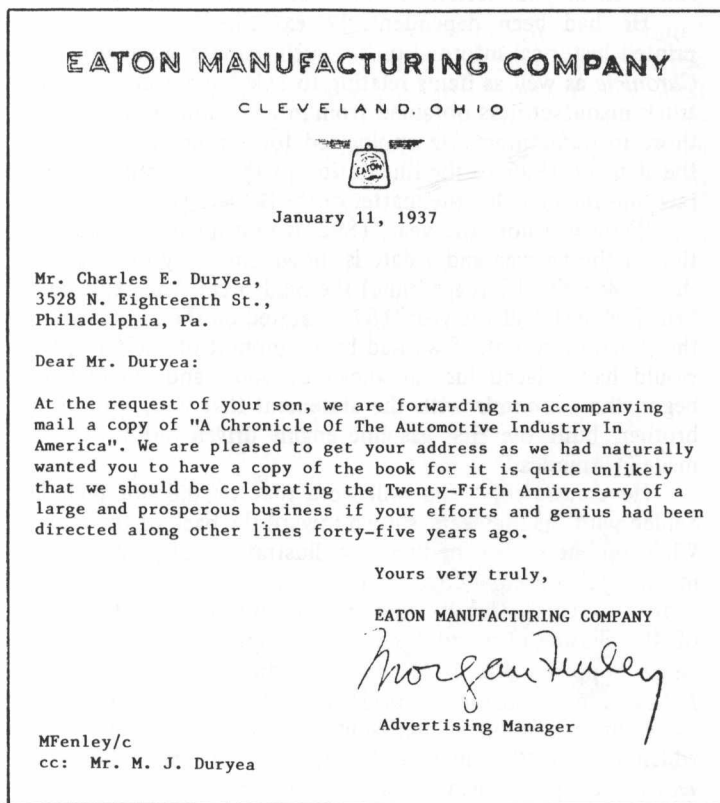 EATON MANUFACTURING COMPANY
CLEVELAND, OHIO
EATON
January 11, 1937
Mr. Charles E. Duryea,
3528 N. Eighteenth St.,
Philadelphia, Pa.
Dear Mr. Duryea:
At the request of your son, we are forwarding in accompanying
mail a copy of "A Chronicle Of The Automotive Industry In
America". We are pleased to get your address as we had naturally
wanted you to have a copy of the book for it is quite unlikely
that we should be celebrating the Twenty-Fifth Anniversary of a
large and prosperous business if your efforts and genius had been
directed along other lines forty-five years ago.
Yours very truly,
EATON MANUFACTURING COMPANY
Morgan Fenley
Advertising Manager
MFenley/c
cc: Mr. M. J. Duryea